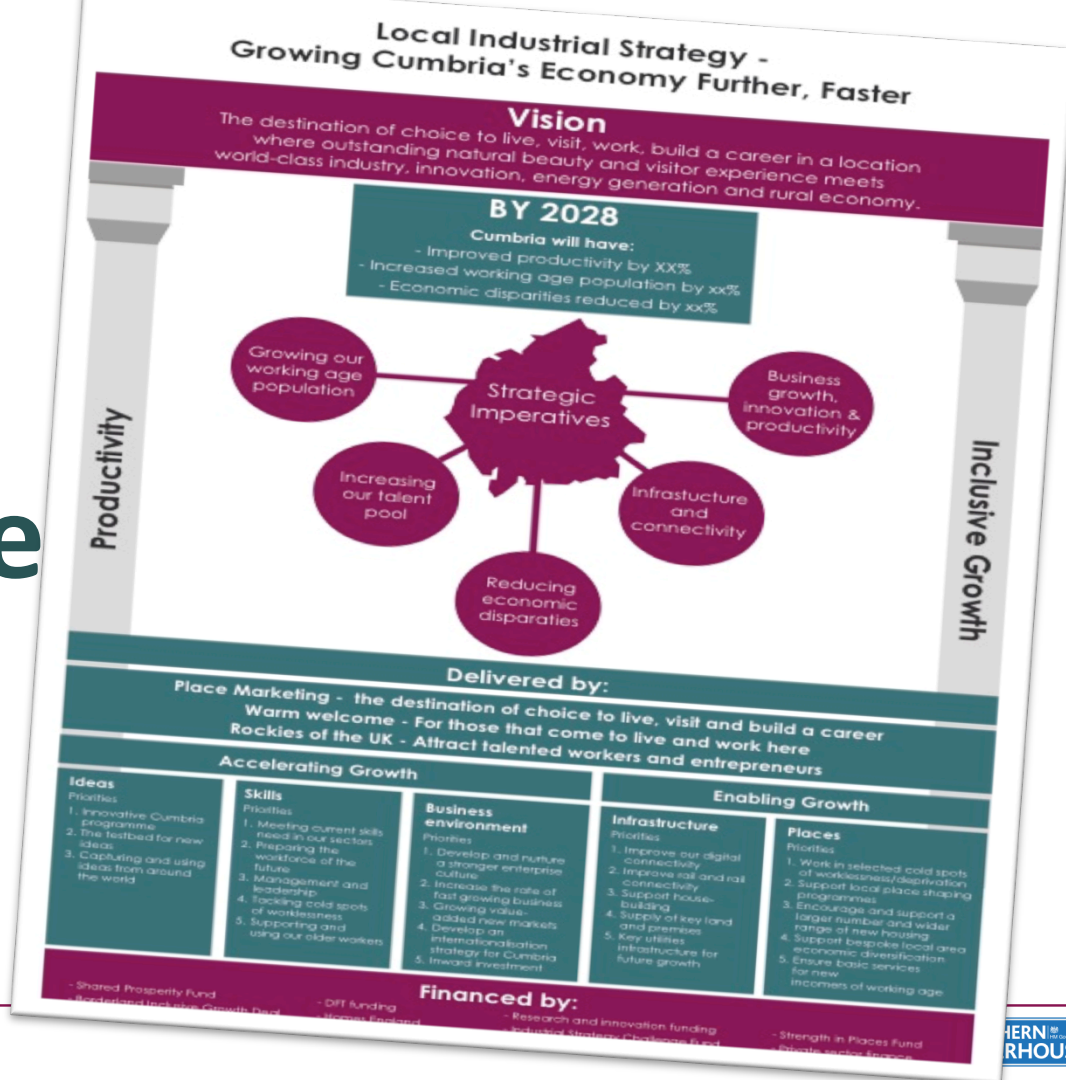 Local Industrial Strategy -
Growing Cumbria's Economy Further, Faster
Vision
The destination of choice to live, visit, work, build a career in a location
where outstanding natural beauty and visitor experience meets
world-class industry, innovation, energy generation and rural economy.
BY 2028
Cumbria will have:
- Improved productivity by XX%
- Increased working age population by xx%
- Economic disparities reduced by xx%
Productivity
Inclusive Growth
Strategic
Imperatives
Growing our
working age
population
Business
growth,
innovation &
productivity
Increasing
our talent
pool
Infrastucture
and
connectivity
Reducing
economic
disparaties
e
Delivered by:
Place Marketing - the destination of choice to live, visit and build a career
Warm welcome - For those that come to live and work here
Rockies of the UK - Attract talented workers and entrepreneurs
Accelerating Growth
Enabling Growth
Ideas
Priorities
1. Innovative Cumbria
programme
2. The testbed for new
ideas
3. Capturing and using
ideas from around
the world
Skills
Priorities
1. Meeting current skills
need in our sectors
2. Preparing the
workforce of the
future
3. Management and
leadership
4. Tackling cold spots
of worklessness
5. Supporting and
using our older workers
Business
environment
Priorities
1. Develop and nurture
a stronger enterprise
culture
2. Increase the rate of
fast growing business
3. Growing value-
added new markets
4. Develop an
internationalisation
strategy for Cumbria
5. Inward investment
Infrastructure
Priorities
1. Improve our digital
connectivity
2. Improve rail and rail
connectivity
3. Support house-
building
4. Supply of key land
and premises
5. Key utilities
infrastructure for
future growth
Places
Priorities
1. Work in selected cold spots
of worklessness/deprivation
2. Support local place shaping
programmes
3. Encourage and support a
larger number and wider
range of new housing
4. Support bespoke local area
economic diversification
5. Ensure basic services
for new
incomers of working age
Financed by:
- Shared Prosperity Fund
- Borderland Inclusive Growth Deal
- DFT funding
- Homes England
- Research and innovation funding
- Industrial Strategy Challenge Fund
- Strength in Places Fund
- Private sector finance
HERN
RHOUS